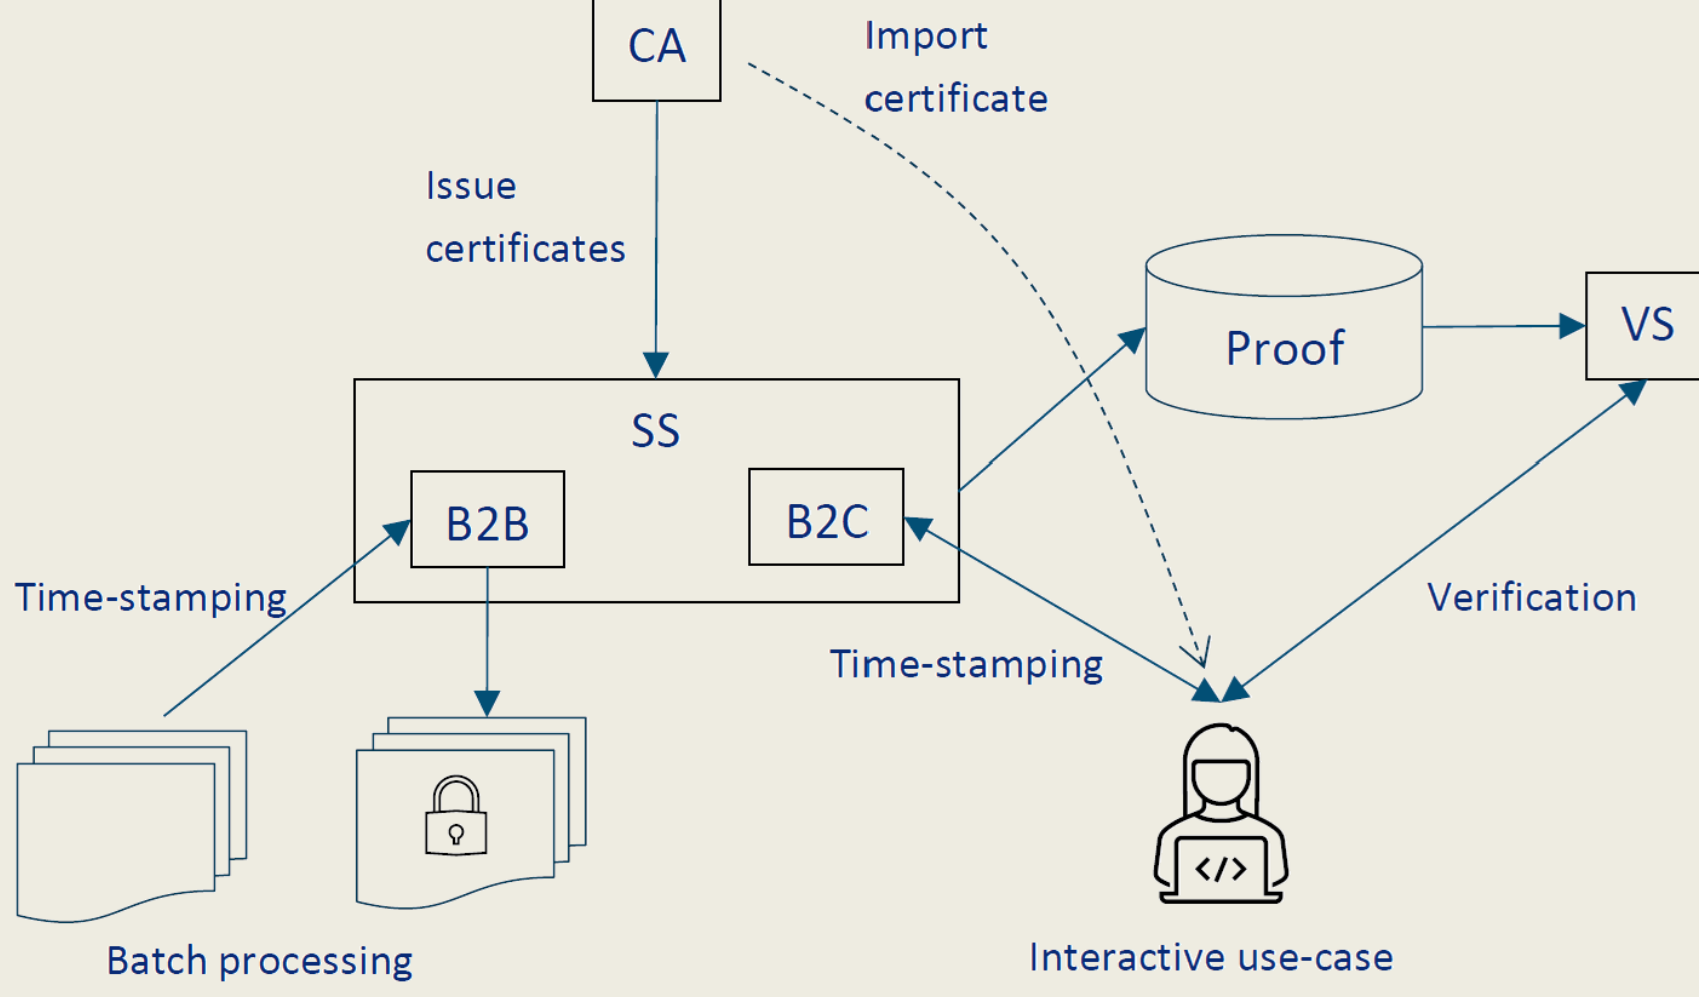 CA
Import
certificate
Issue
certificates
Proof
VS
SS
B2B
B2C
Time-stamping
Verification
Time-stamping
</>
Batch processing
Interactive use-case